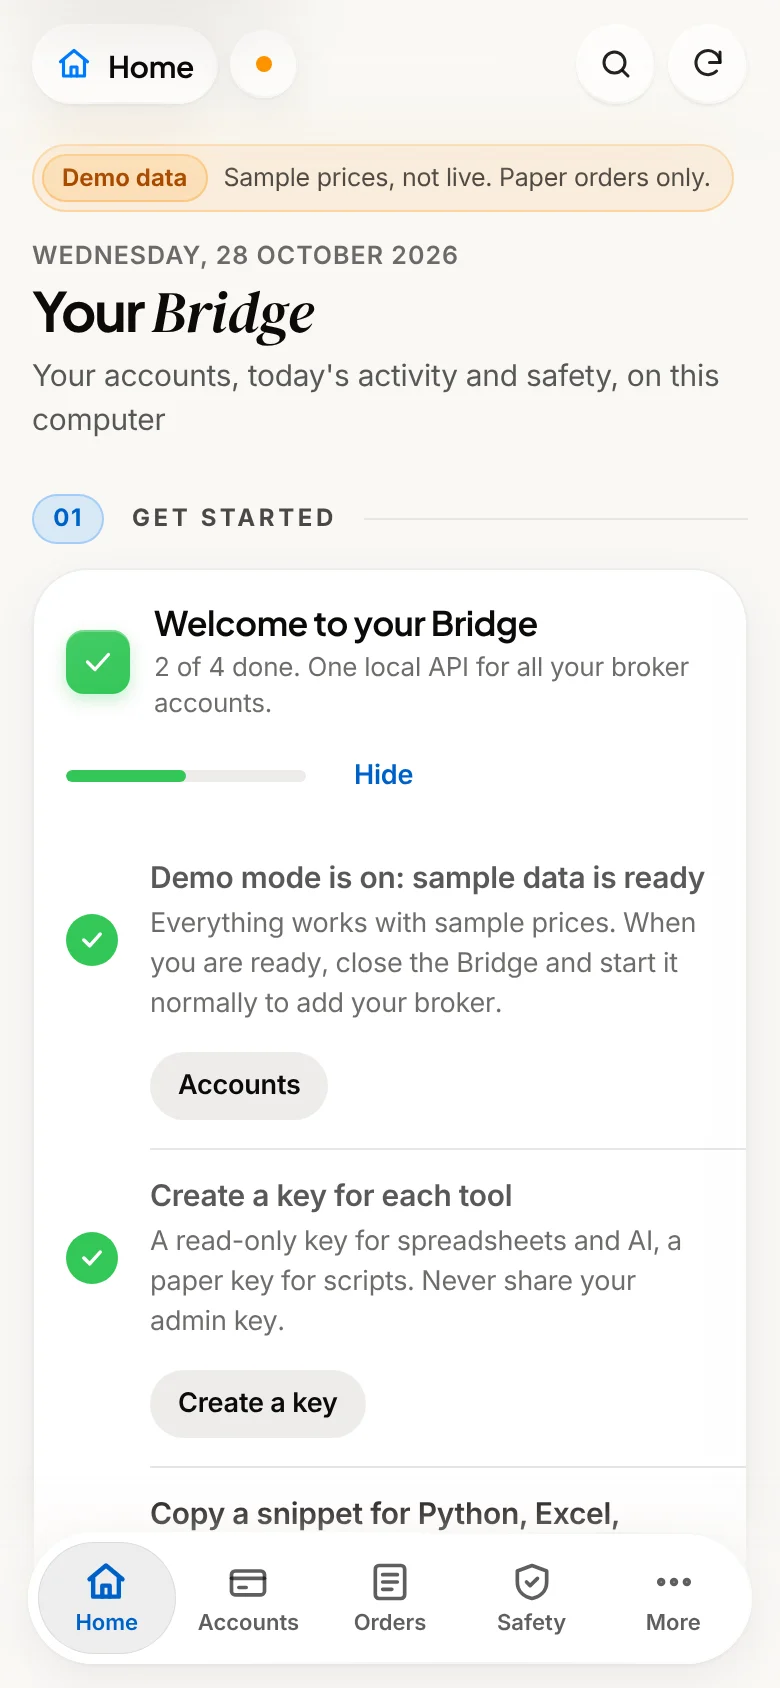 Home
Demo data Sample prices, not live. Paper orders only.
WEDNESDAY, 28 OCTOBER 2026
Your Bridge
Your accounts, today's activity and safety, on this
computer
01 GET STARTED
Welcome to your Bridge
2 of 4 done. One local API for all your broker
accounts.
Hide
Demo mode is on: sample data is ready
Everything works with sample prices. When
you are ready, close the Bridge and start it
normally to add your broker.
Accounts
Create a key for each tool
A read-only key for spreadsheets and AI, a
paper key for scripts. Never share your
admin key.
Create a key
Copy a snippet for Python, Excel,
Home Accounts Orders Safety More